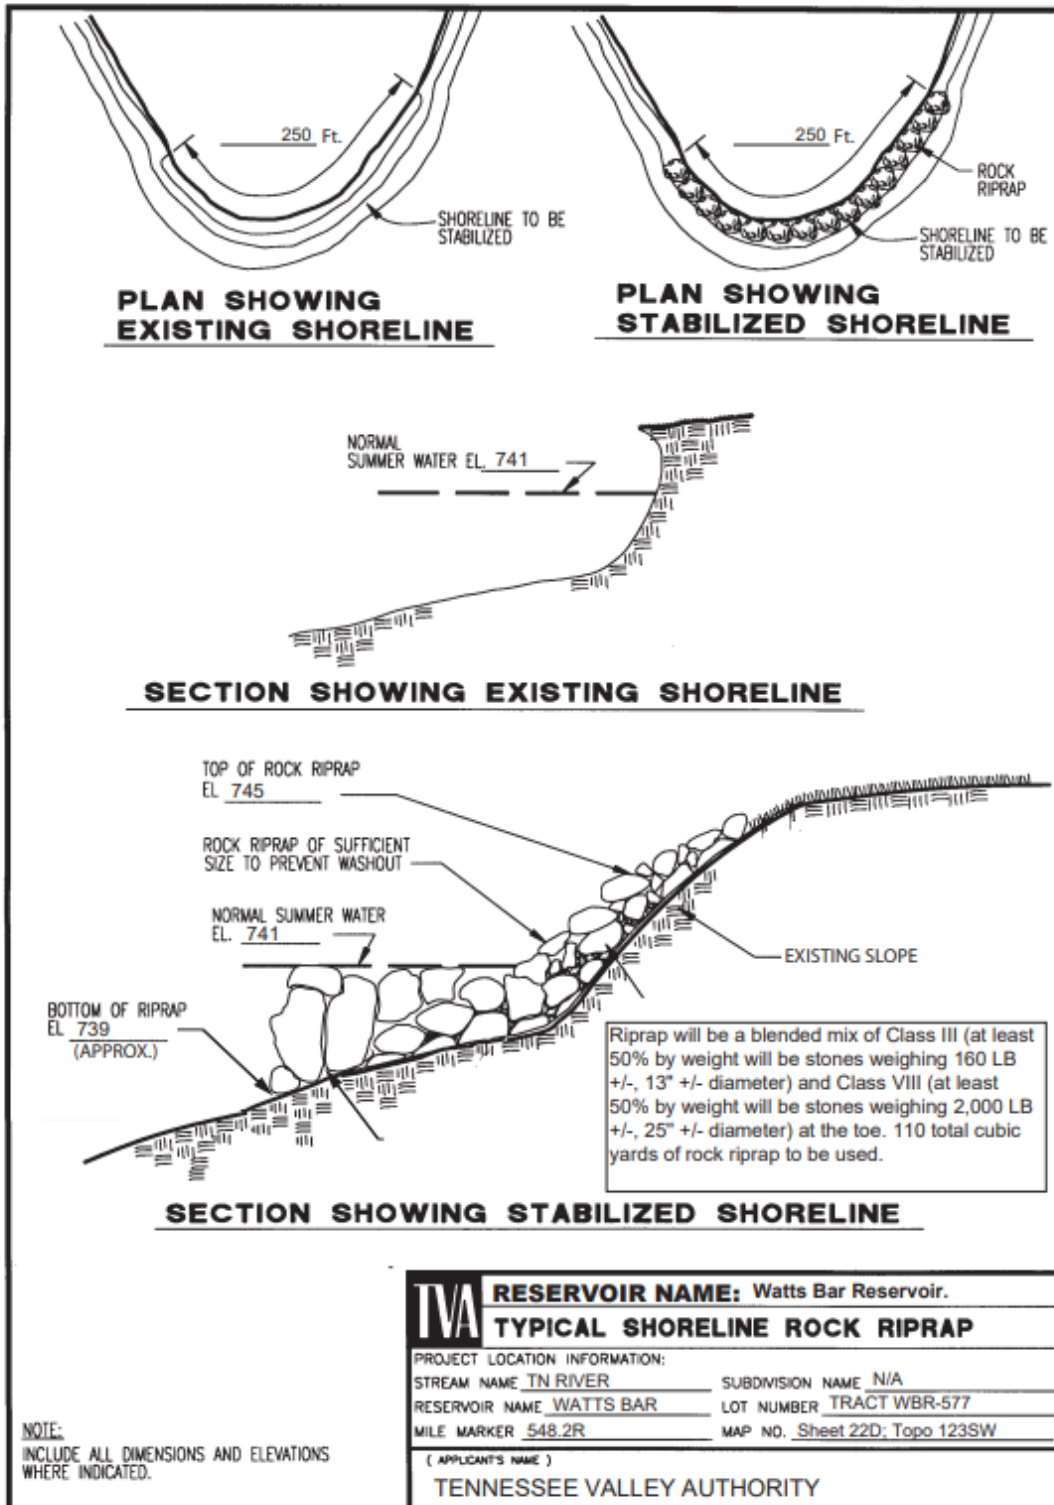 250 Ft.
SHORELINE TO BE
STABILIZED
PLAN SHOWING
EXISTING SHORELINE
250 Ft.
ROCK
RIPRAP
SHORELINE TO BE
STABILIZED
PLAN SHOWING
STABILIZED SHORELINE
NORMAL
SUMMER WATER EL. 741
SECTION SHOWING EXISTING SHORELINE
TOP OF ROCK RIPRAP
EL 745
ROCK RIPRAP OF SUFFICIENT
SIZE TO PREVENT WASHOUT
NORMAL SUMMER WATER
EL. 741
EXISTING SLOPE
BOTTOM OF RIPRAP
EL 739
(APPROX.)
Riprap will be a blended mix of Class III (at least
50% by weight will be stones weighing 160 LB
+/-, 13" +/- diameter) and Class VIII (at least
50% by weight will be stones weighing 2,000 LB
+/-, 25" +/- diameter) at the toe. 110 total cubic
yards of rock riprap to be used.
SECTION SHOWING STABILIZED SHORELINE
TVA
RESERVOIR NAME: Watts Bar Reservoir.
TYPICAL SHORELINE ROCK RIPRAP
PROJECT LOCATION INFORMATION:
STREAM NAME TN RIVER SUBDIVISION NAME N/A
RESERVOIR NAME WATTS BAR LOT NUMBER TRACT WBR-577
MILE MARKER 548.2R MAP NO. Sheet 22D; Topo 123SW
( APPLICANT'S NAME )
TENNESSEE VALLEY AUTHORITY
NOTE:
INCLUDE ALL DIMENSIONS AND ELEVATIONS
WHERE INDICATED.